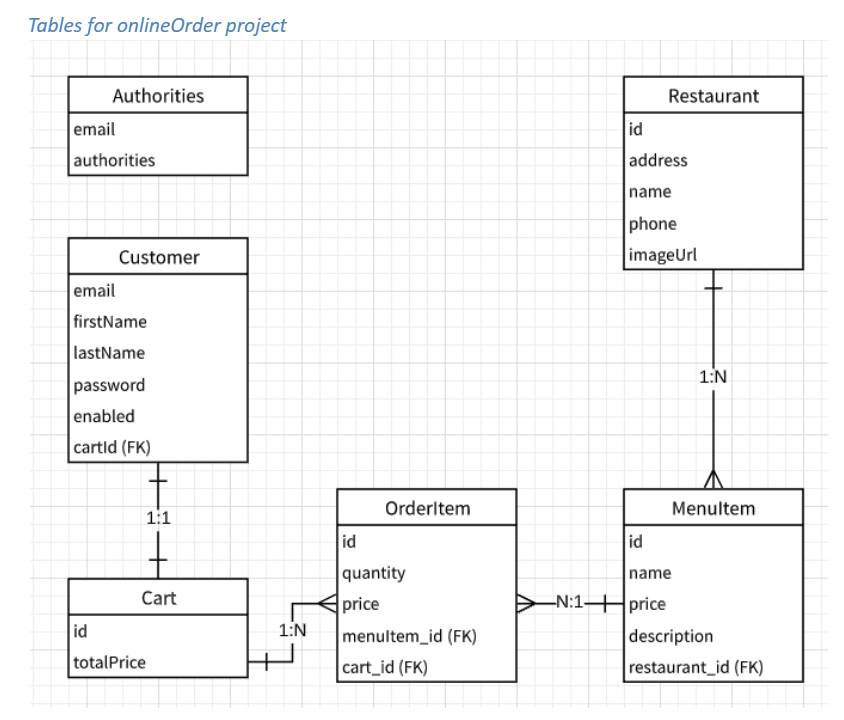 Tables for onlineOrder project
Authorities
email
authorities
Customer
email
firstName
lastName
password
enabled
cartId (FK)
1:1
Cart
id
totalPrice
1:N
OrderItem
id
quantity
price
menuItem_id (FK)
cart_id (FK)
N:1
Restaurant
id
address
name
phone
imageUrl
1:N
MenuItem
id
name
price
description
restaurant_id (FK)